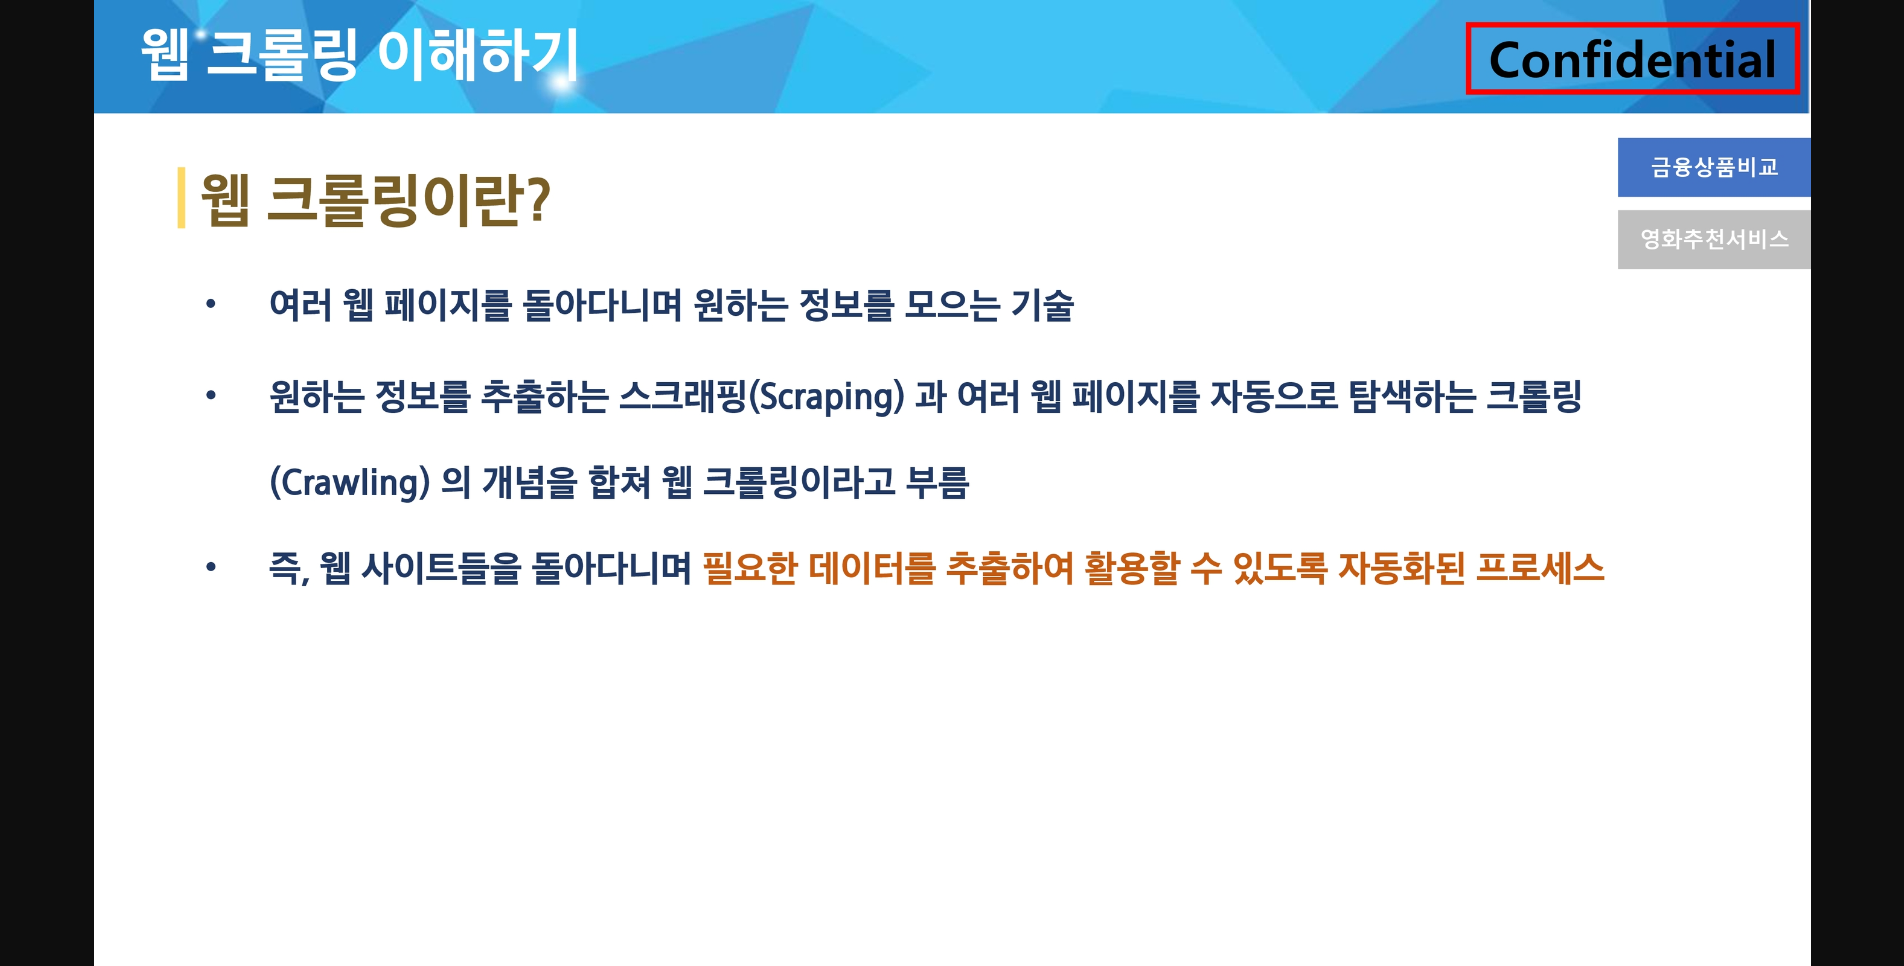 웹 크롤링 이해하기
Confidential
금융상품비교
영화추천서비스
웹 크롤링이란?
• 여러 웹 페이지를 돌아다니며 원하는 정보를 모으는 기술
• 원하는 정보를 추출하는 스크래핑(Scraping) 과 여러 웹 페이지를 자동으로 탐색하는 크롤링
(Crawling) 의 개념을 합쳐 웹 크롤링이라고 부름
• 즉, 웹 사이트들을 돌아다니며 필요한 데이터를 추출하여 활용할 수 있도록 자동화된 프로세스